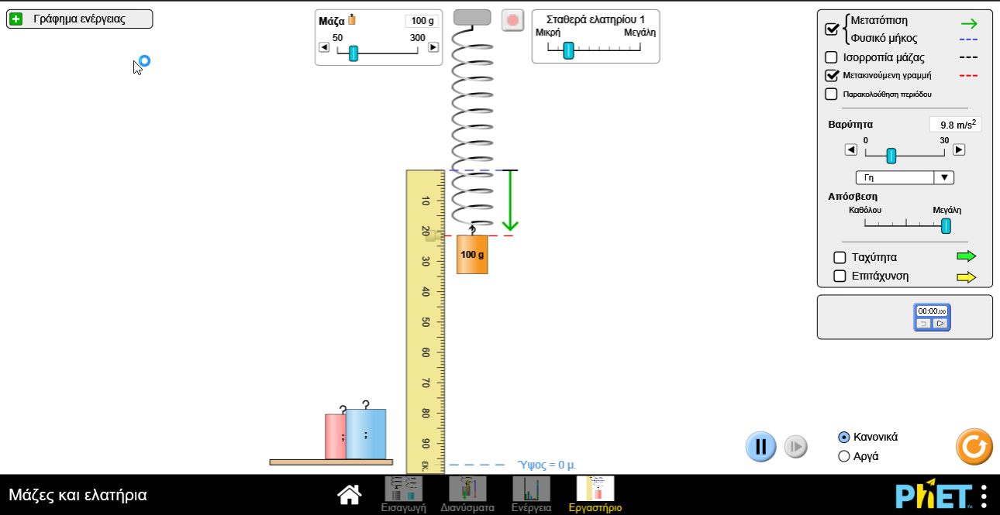 Γράφημα ενέργειας
Μάζα 100 g
50 300
Σταθερά ελατηρίου 1
Μικρή Μεγάλη
Μετατόπιση
Φυσικό μήκος
Ισορροπία μάζας
Μετακινούμενη γραμμή
Παρακολούθηση περιόδου
Βαρύτητα 9.8 m/s²
0 30
Γη
Απόσβεση
Καθόλου Μεγάλη
Ταχύτητα
Επιτάχυνση
00:00.00
10
20
30
40
50
60
70
80
90
εκ.
100 g
;
;
Ύψος = 0 μ.
Κανονικά
Αργά
Μάζες και ελατήρια
Εισαγωγή
Διανύσματα
Ενέργεια
Εργαστήριο
PhET